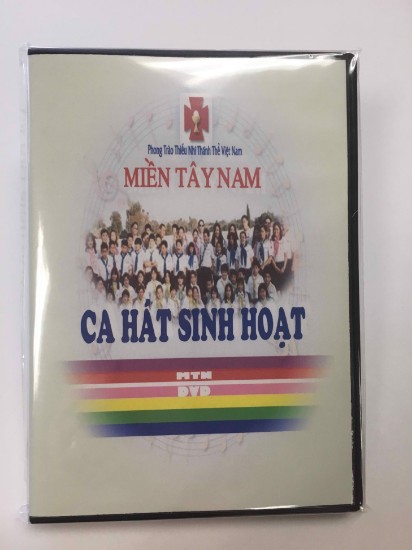 Phong Trào Thiếu Nhi Thánh Thể Việt Nam
MIỀN TÂY NAM
CA HÁT SINH HOẠT
MTN
DVD